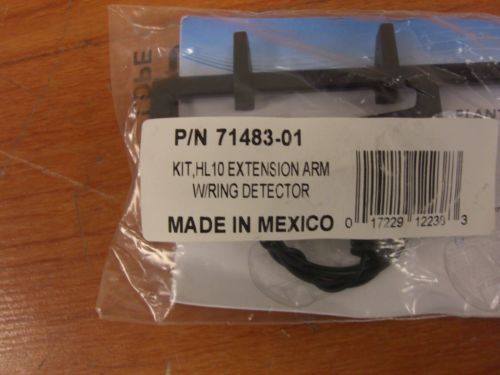 P/N 71483-01
KIT,HL10 EXTENSION ARM
W/RING DETECTOR
MADE IN MEXICO
0 17229 12236 3